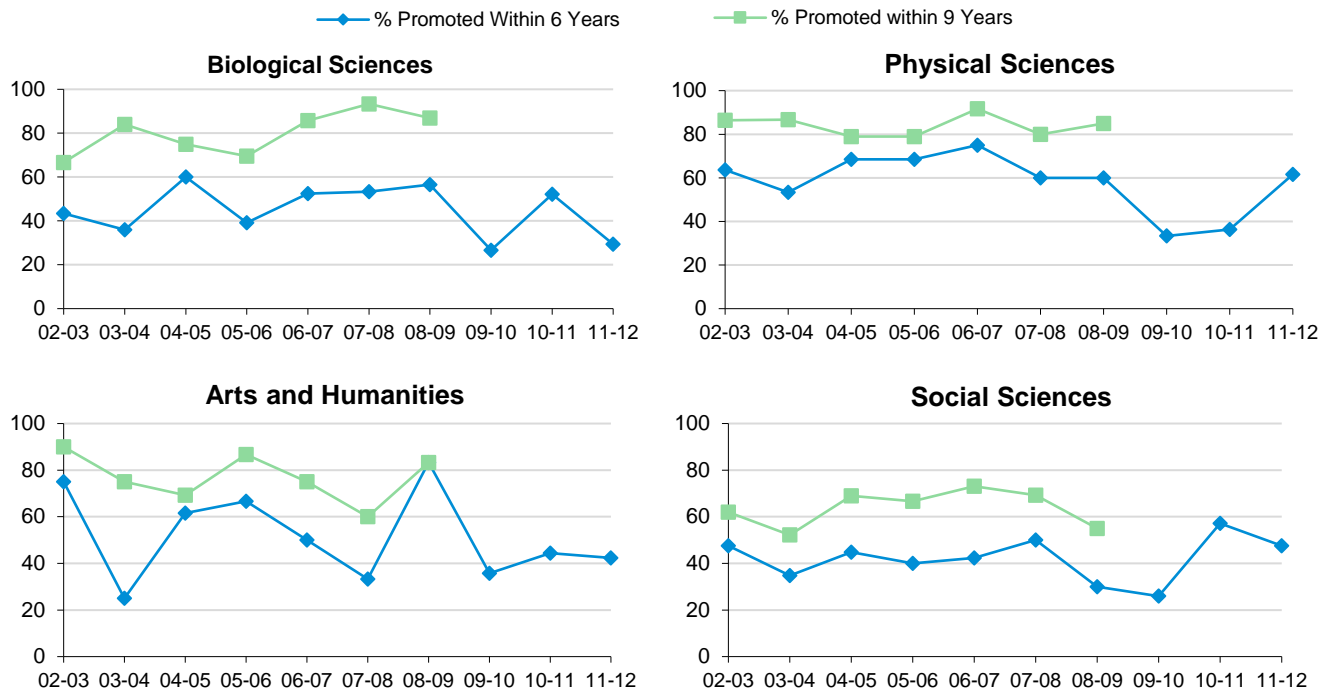 % Promoted Within 6 Years % Promoted within 9 Years
Biological Sciences
100
80
60
40
20
0
02-03 03-04 04-05 05-06 06-07 07-08 08-09 09-10 10-11 11-12
Physical Sciences
100
80
60
40
20
0
02-03 03-04 04-05 05-06 06-07 07-08 08-09 09-10 10-11 11-12
Arts and Humanities
100
80
60
40
20
0
02-03 03-04 04-05 05-06 06-07 07-08 08-09 09-10 10-11 11-12
Social Sciences
100
80
60
40
20
0
02-03 03-04 04-05 05-06 06-07 07-08 08-09 09-10 10-11 11-12